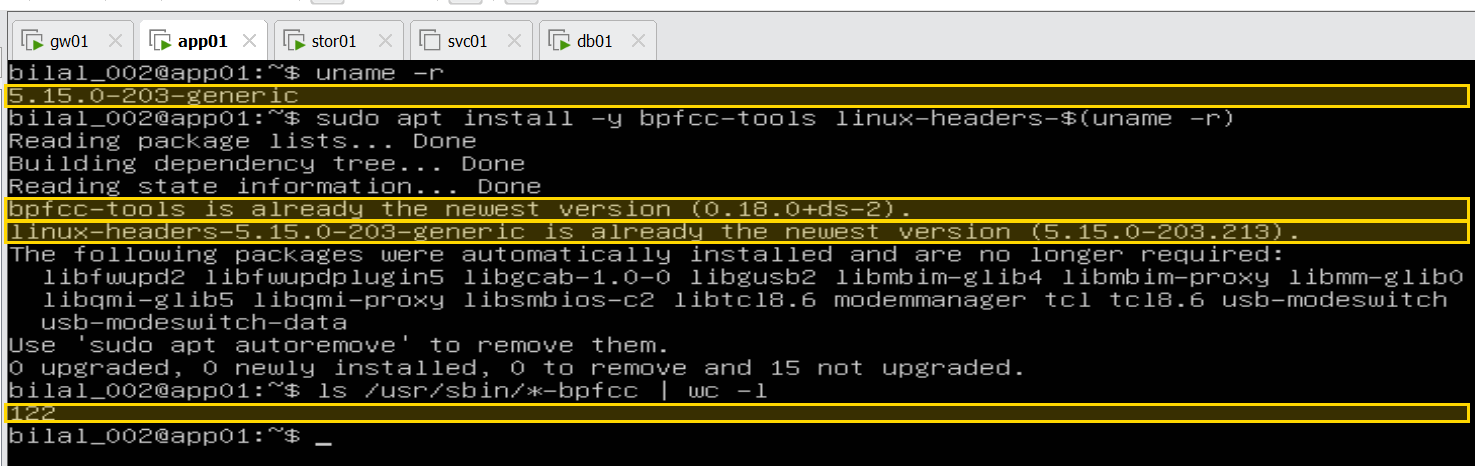 gw01 app01 stor01 svc01 db01
bilal_002@app01:~$ uname -r
5.15.0-203-generic
bilal_002@app01:~$ sudo apt install -y bpfcc-tools linux-headers-$(uname -r)
Reading package lists... Done
Building dependency tree... Done
Reading state information... Done
bpfcc-tools is already the newest version (0.18.0+ds-2).
linux-headers-5.15.0-203-generic is already the newest version (5.15.0-203.213).
The following packages were automatically installed and are no longer required:
  libfwupd2 libfwupdplugin5 libgcab-1.0-0 libgusb2 libmbim-glib4 libmbim-proxy libmm-glib0
  libqmi-glib5 libqmi-proxy libsmbios-c2 libtcl8.6 modemmanager tcl tcl8.6 usb-modeswitch
  usb-modeswitch-data
Use 'sudo apt autoremove' to remove them.
0 upgraded, 0 newly installed, 0 to remove and 15 not upgraded.
bilal_002@app01:~$ ls /usr/sbin/*-bpfcc | wc -l
122
bilal_002@app01:~$ _